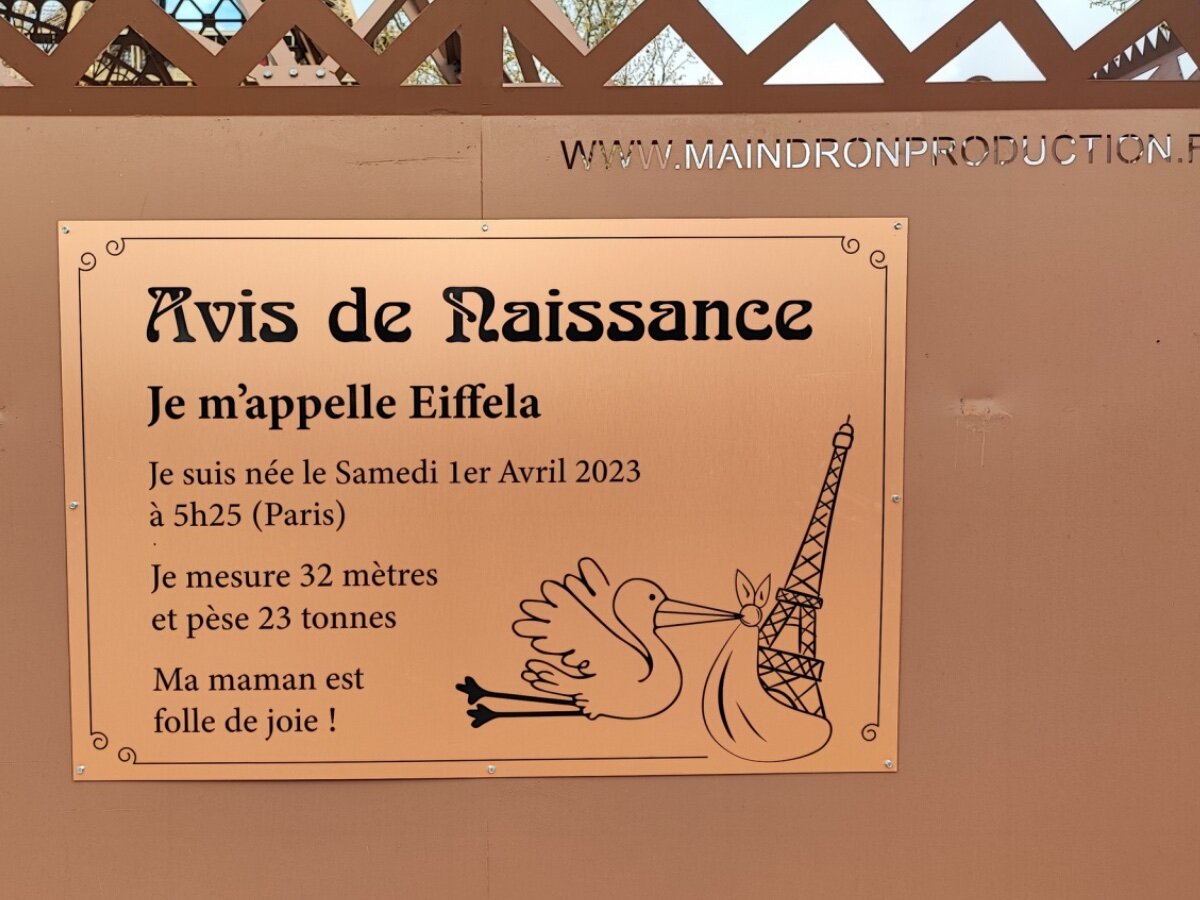 WWW.MAINDRONPRODUCTION.F
Avis de Naissance
Je m'appelle Eiffela
Je suis née le Samedi 1er Avril 2023
à 5h25 (Paris)
Je mesure 32 mètres
et pèse 23 tonnes
Ma maman est
folle de joie !